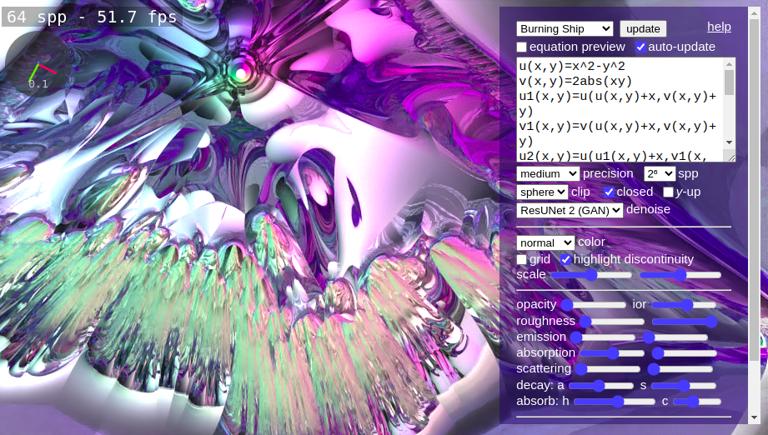 64 spp - 51.7 fps
0.1
Burning Ship update help
equation preview auto-update
u(x,y)=x^2-y^2
v(x,y)=2abs(xy)
u1(x,y)=u(u(x,y)+x,v(x,y)+
y)
v1(x,y)=v(u(x,y)+x,v(x,y)+
y)
u2(x,y)=u(u1(x,y)+x,v1(x,
medium precision 2⁶ spp
sphere clip closed y-up
ResUNet 2 (GAN) denoise
normal color
grid highlight discontinuity
scale
opacity ior
roughness
emission
absorption
scattering
decay: a s
absorb: h c